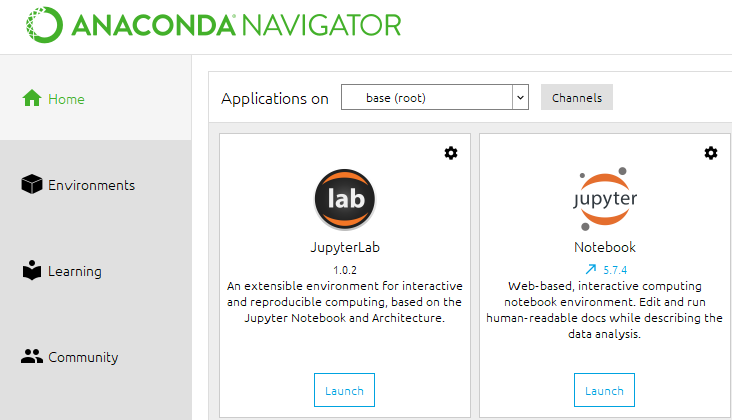 ANACONDA NAVIGATOR
Home
Applications on
base (root)
Channels
Environments
Learning
Community
lab
JupyterLab
1.0.2
An extensible environment for interactive
and reproducible computing, based on the
Jupyter Notebook and Architecture.
Launch
jupyter
Notebook
5.7.4
Web-based, interactive computing
notebook environment. Edit and run
human-readable docs while describing the
data analysis.
Launch